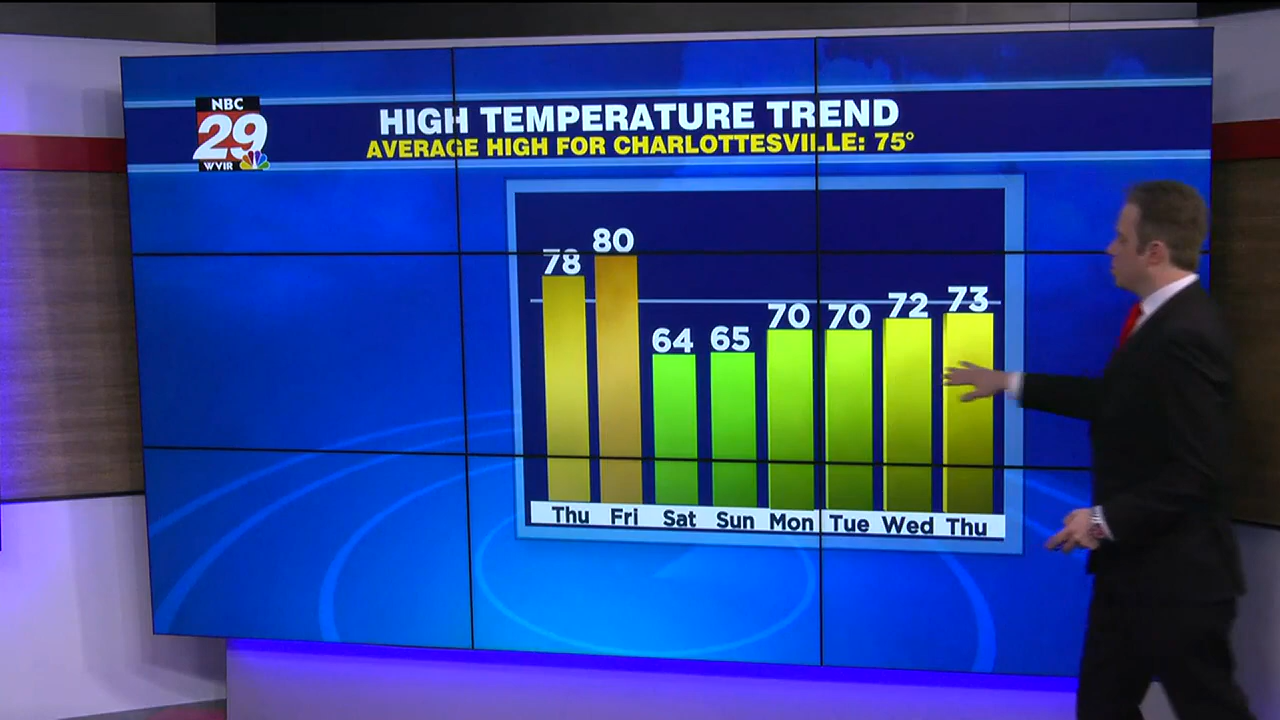 NBC
29
WVIR
HIGH TEMPERATURE TREND
AVERAGE HIGH FOR CHARLOTTESVILLE: 75°
78 80 64 65 70 70 72 73
Thu Fri Sat Sun Mon Tue Wed Thu